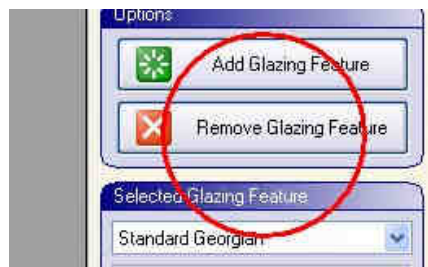 Options
Add Glazing Feature
Remove Glazing Feature
Selected Glazing Feature
Standard Georgian